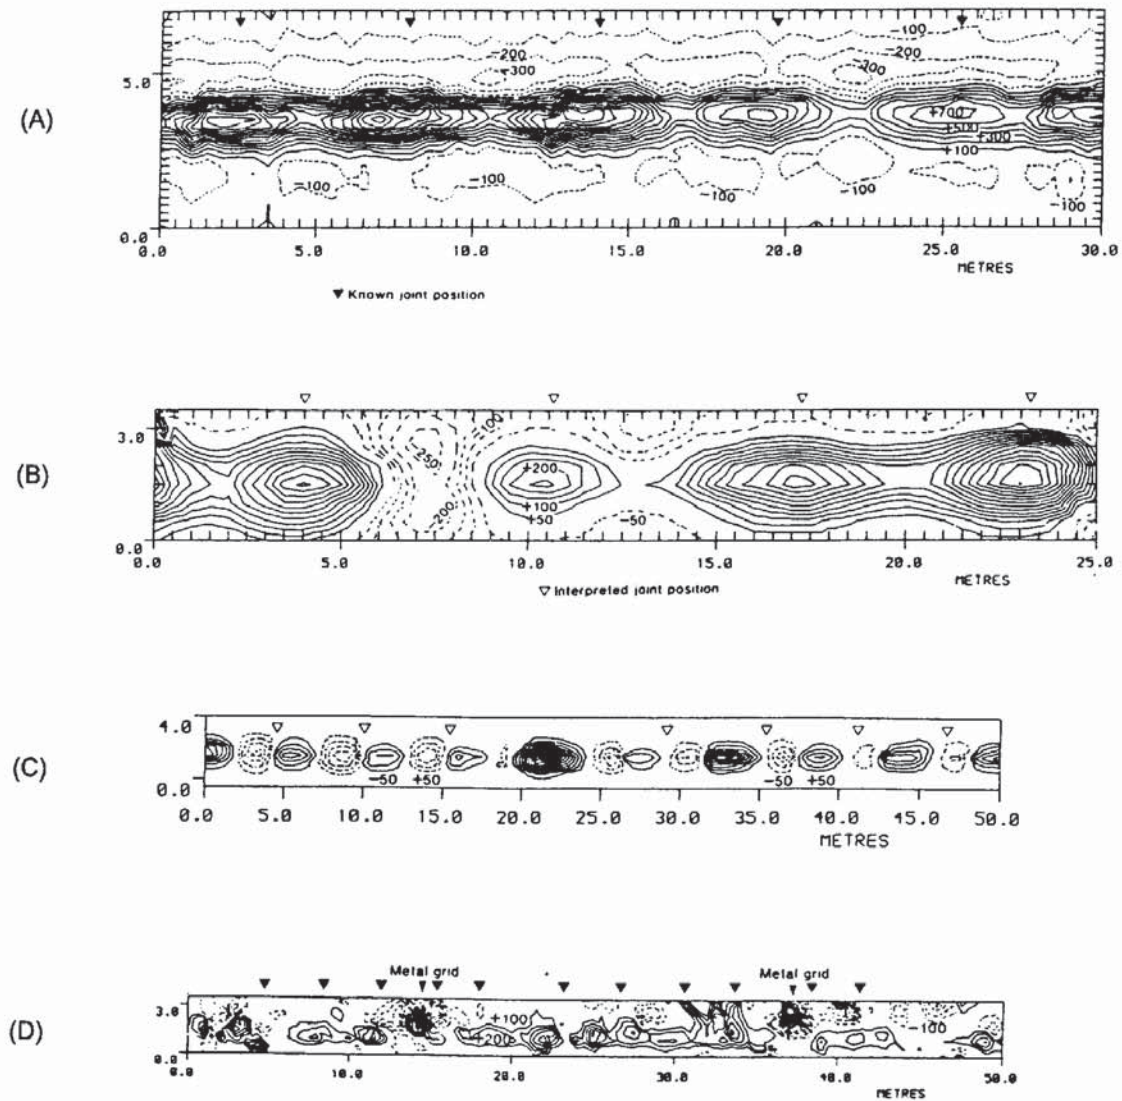 (A)
-100
-200
-300
-200
-100
-300
5.0
+700
+500
+300
+100
-100
-100
-100
-100
-100
0.0
0.0 5.0 10.0 15.0 20.0 25.0 30.0
METRES
▼ Known joint position
(B)
3.0
-100
-250
+200
-200
+100
+50
-50
0.0
0.0 5.0 10.0 15.0 20.0 25.0
METRES
▽ Interpreted joint position
(C)
4.0
-50 +50
-50 +50
0.0
0.0 5.0 10.0 15.0 20.0 25.0 30.0 35.0 40.0 45.0 50.0
METRES
(D)
Metal grid Metal grid
3.0
+100
-100
+200
0.0
0.0 10.0 20.0 30.0 40.0 50.0
METRES